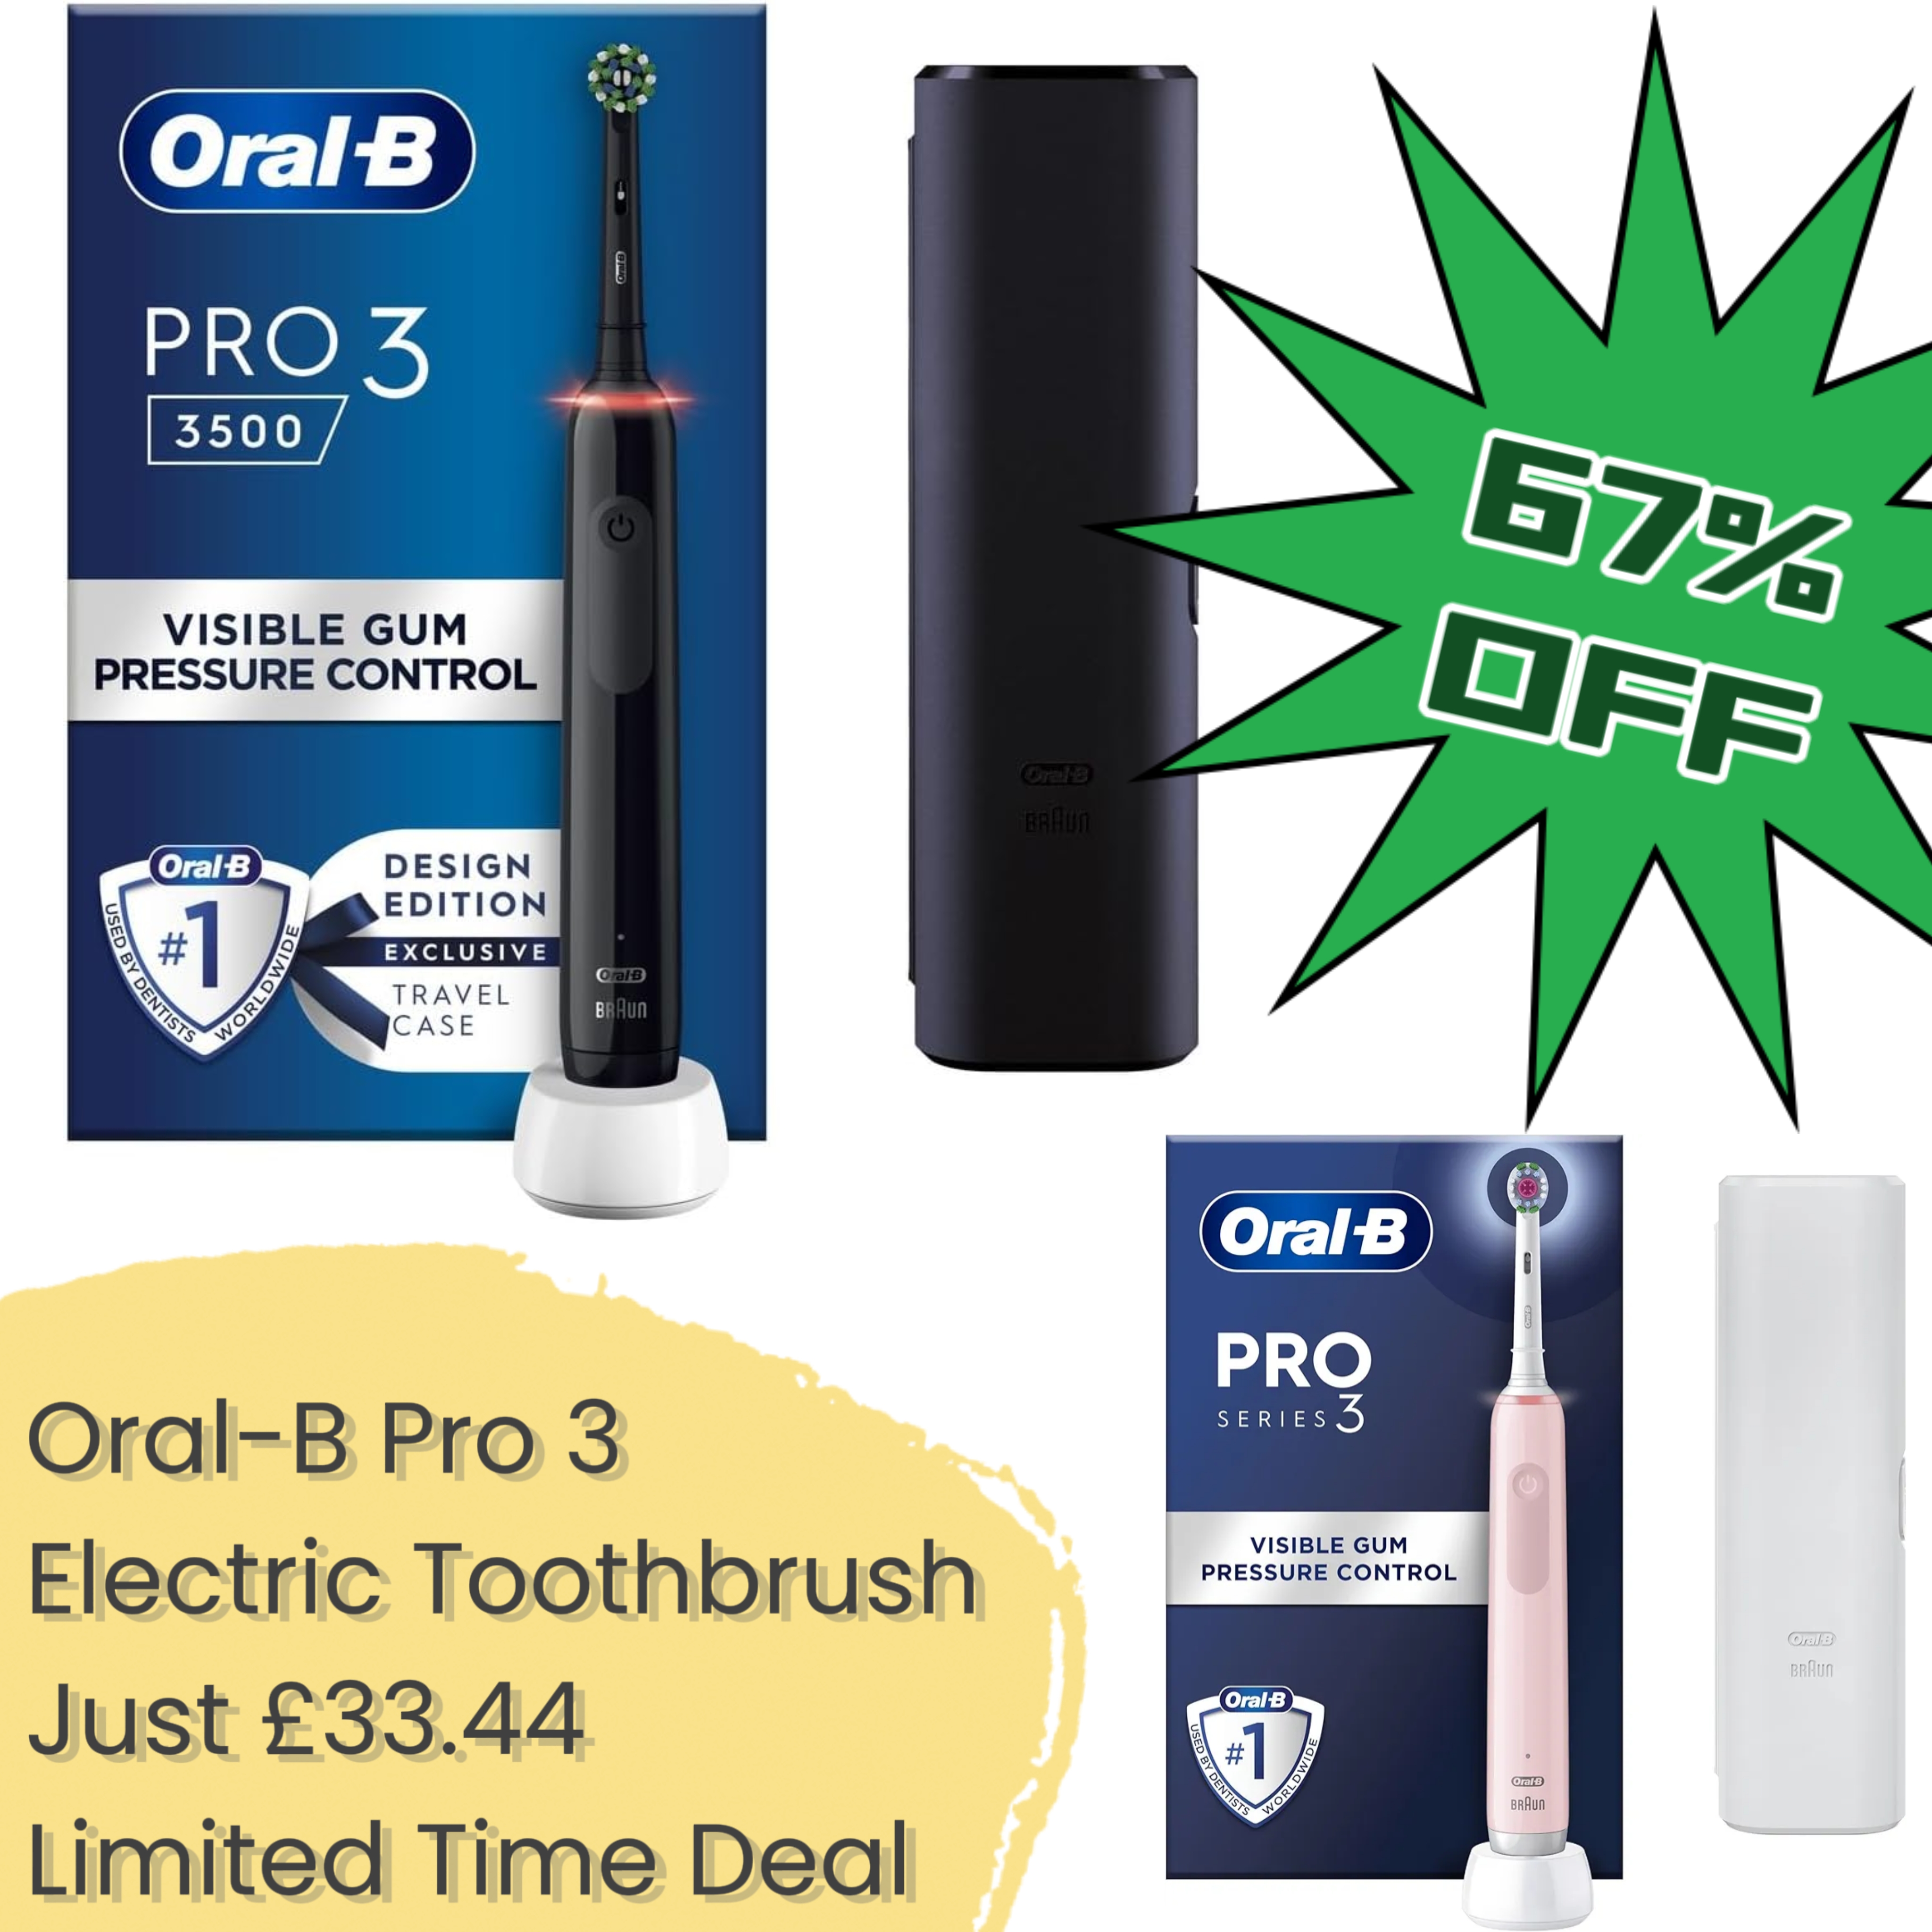 Oral-B
PRO 3
3500
VISIBLE GUM
PRESSURE CONTROL
Oral-B
#1
USED BY DENTISTS WORLDWIDE
DESIGN
EDITION
EXCLUSIVE
TRAVEL
CASE
Oral-B
Oral-B
BRAUN
Oral-B
BRAUN
67%
OFF
Oral-B Pro 3
Electric Toothbrush
Just £33.44
Limited Time Deal
Oral-B
PRO
SERIES 3
VISIBLE GUM
PRESSURE CONTROL
Oral-B
#1
USED BY DENTISTS WORLDWIDE
Oral-B
Oral-B
BRAUN
Oral-B
BRAUN